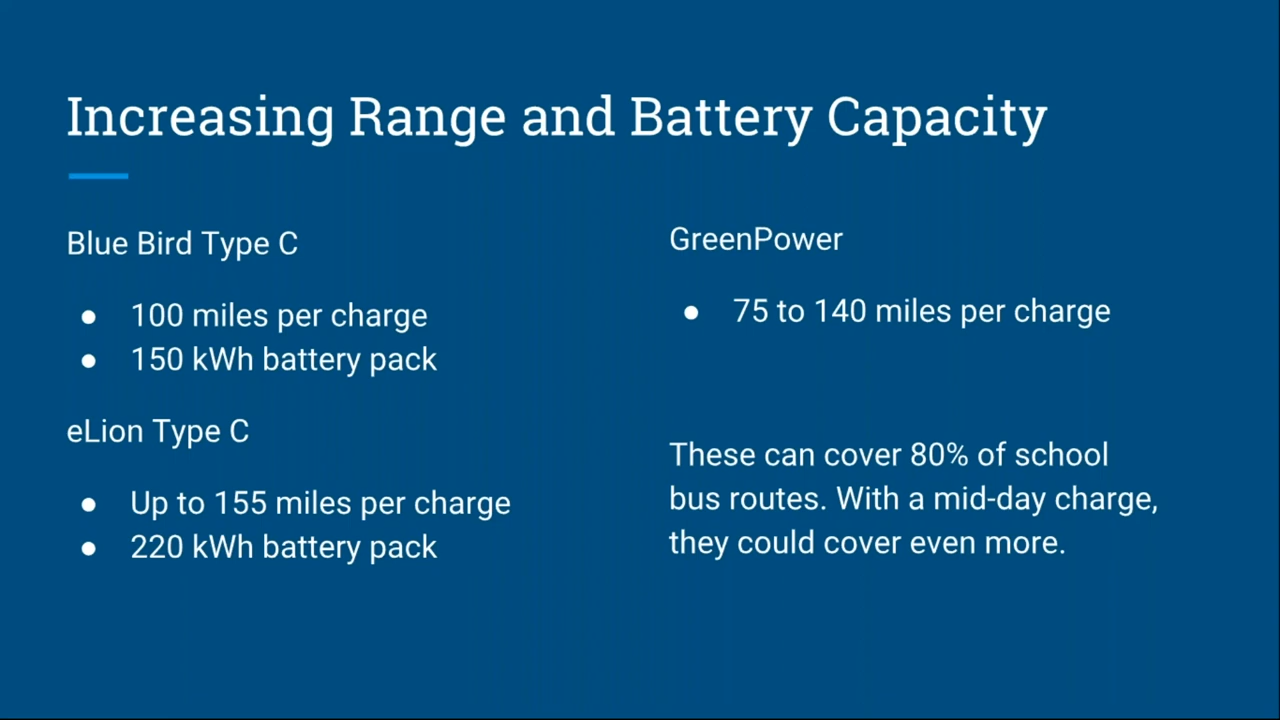 Increasing Range and Battery Capacity
Blue Bird Type C
● 100 miles per charge
● 150 kWh battery pack
eLion Type C
● Up to 155 miles per charge
● 220 kWh battery pack
GreenPower
● 75 to 140 miles per charge
These can cover 80% of school
bus routes. With a mid-day charge,
they could cover even more.